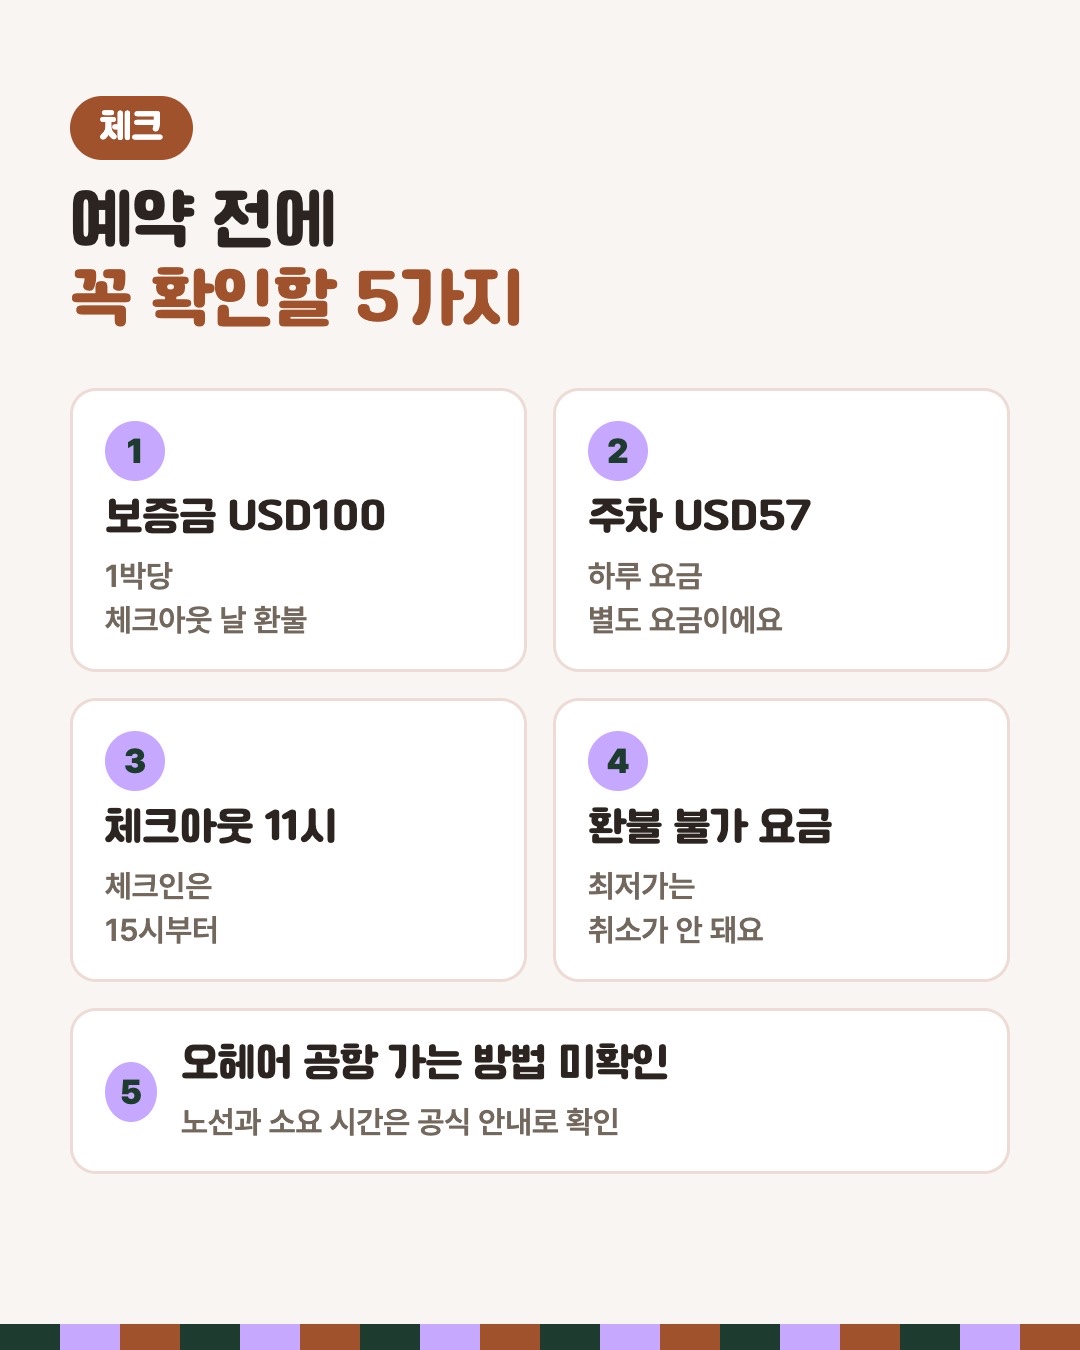 체크
예약 전에
꼭 확인할 5가지
1
보증금 USD100
1박당
체크아웃 날 환불
2
주차 USD57
하루 요금
별도 요금이에요
3
체크아웃 11시
체크인은
15시부터
4
환불 불가 요금
최저가는
취소가 안 돼요
5
오헤어 공항 가는 방법 미확인
노선과 소요 시간은 공식 안내로 확인